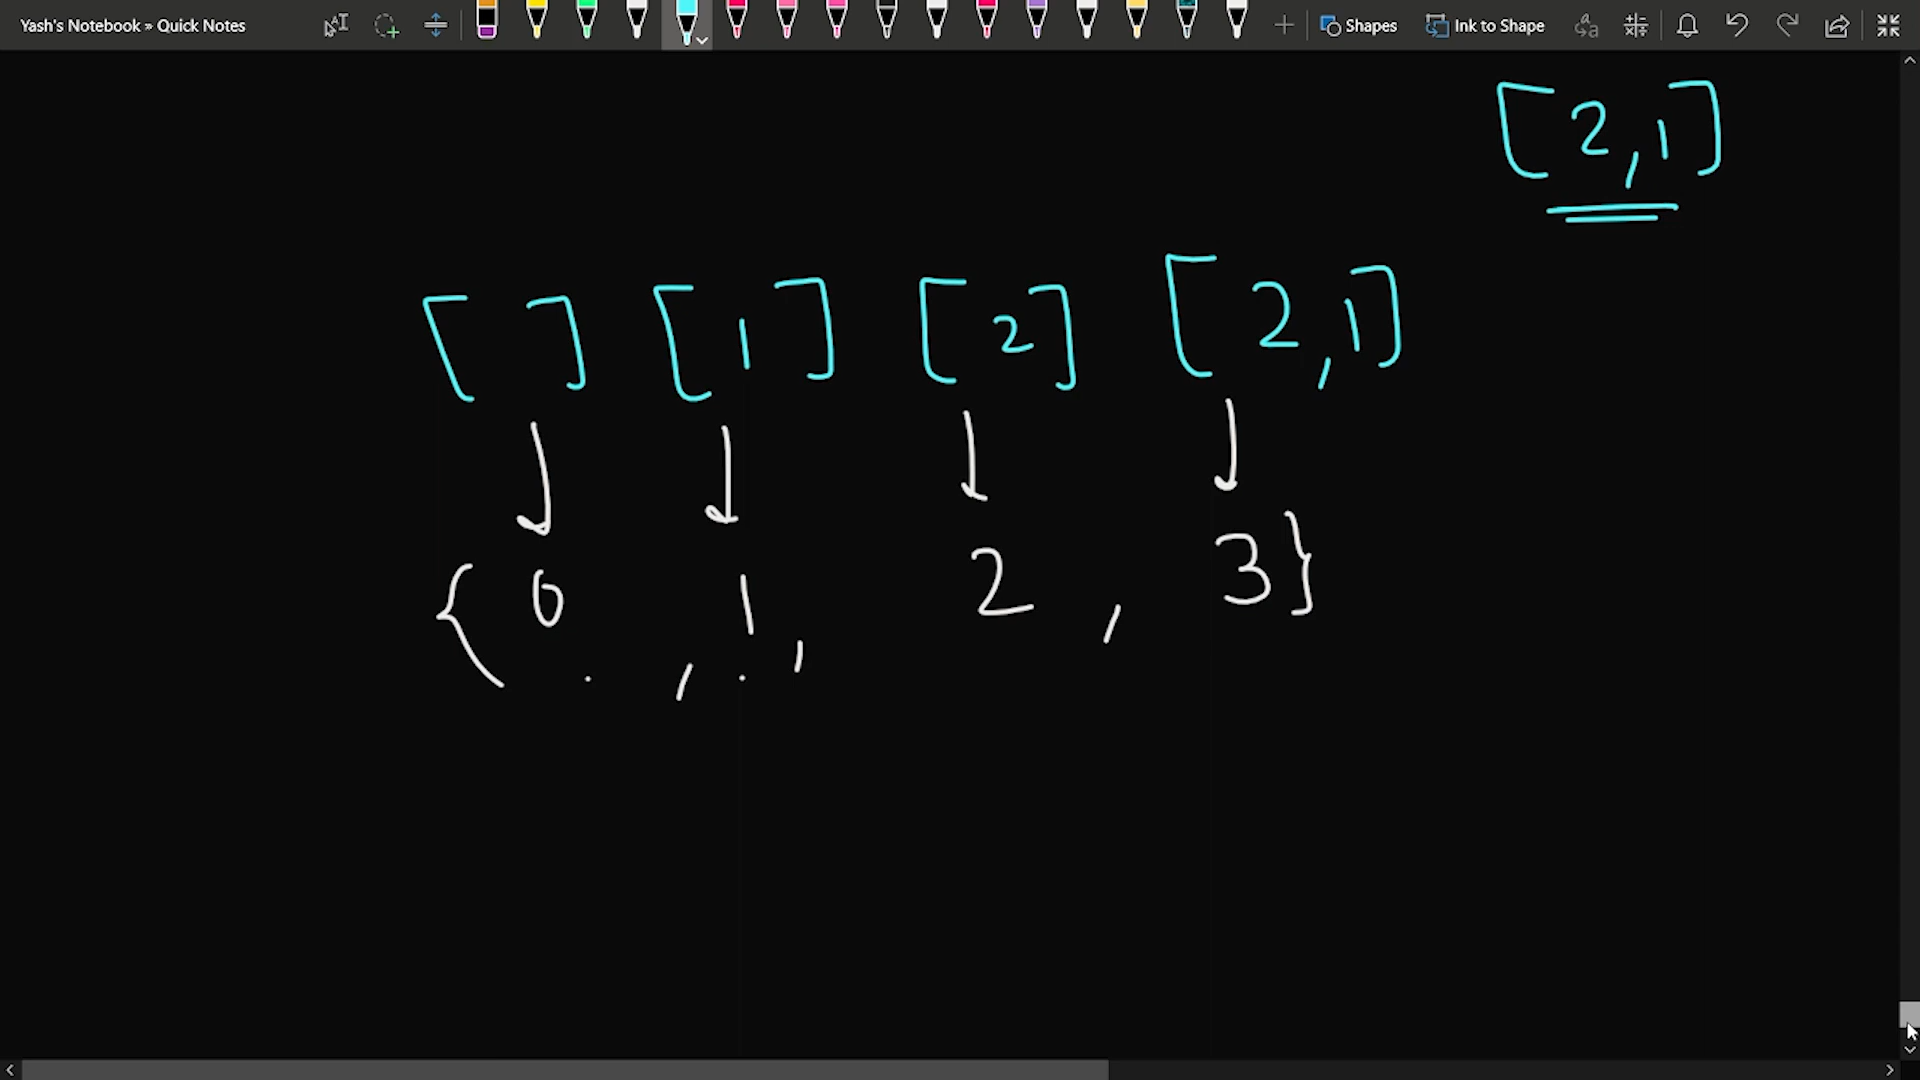 Yash's Notebook » Quick Notes
Shapes
Ink to Shape
[2,1]
[ ] [1] [2] [2,1]
{ 0 , 1 , 2 , 3}